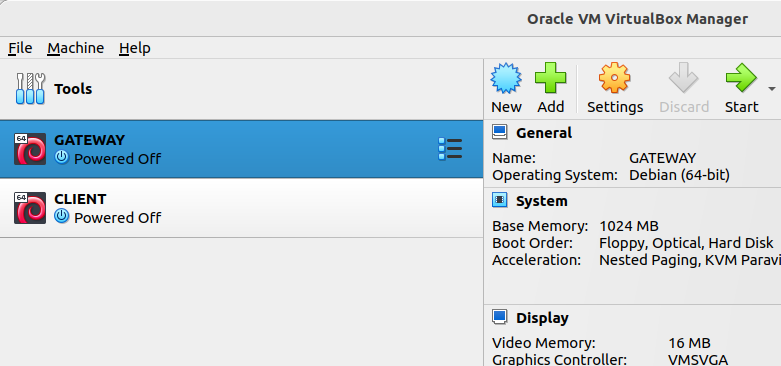 Oracle VM VirtualBox Manager
File Machine Help
Tools
New Add Settings Discard Start
64 GATEWAY
Powered Off
64 CLIENT
Powered Off
General
Name: GATEWAY
Operating System: Debian (64-bit)
System
Base Memory: 1024 MB
Boot Order: Floppy, Optical, Hard Disk
Acceleration: Nested Paging, KVM Paravi
Display
Video Memory: 16 MB
Graphics Controller: VMSVGA